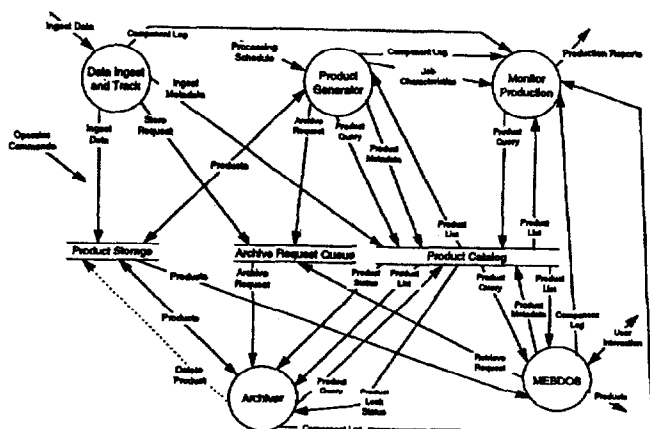 Ingest Data
Component Log
Data Ingest
and Track
Ingest
Metadata
Store
Request
Ingest
Data
Operator
Commands
Processing
Schedule
Product
Generator
Component Log
Job
Characteristics
Monitor
Production
Production Reports
Archive
Request
Product
Query
Product
Metadata
Products
Product
Query
Product
List
Product
List
Product Storage
Archive Request Queue
Product Catalog
Products
Archive
Request
Product
Status
Product
List
Product
Query
Product
Metadata
Product
List
Products
Delete
Product
Archiver
Product
Query
Product
Lock
Status
Retrieve
Request
Component
Log
User
Interaction
MEBDOS
Products
Component Log